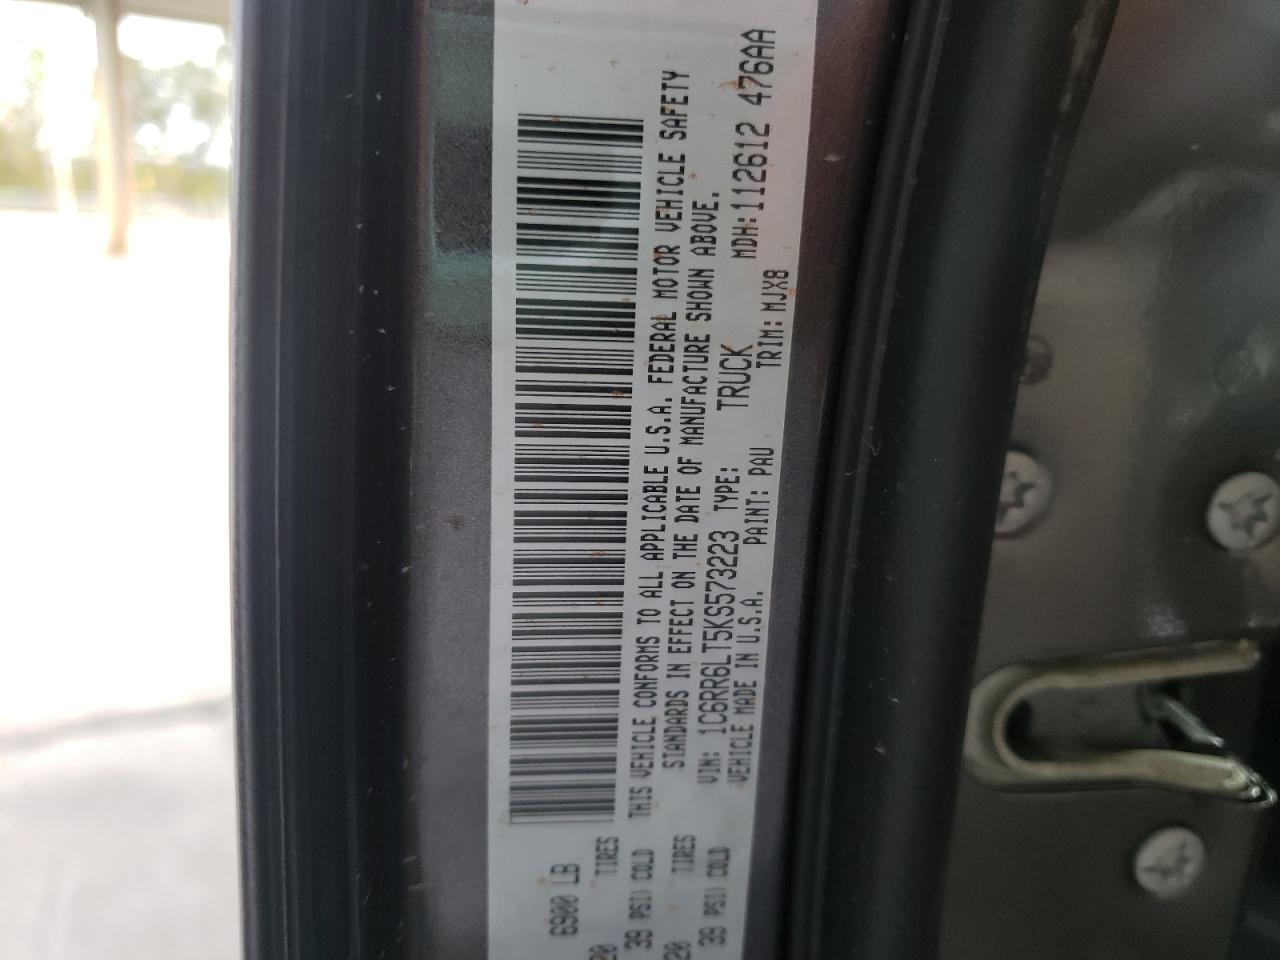 6900 LB
20 TIRES
39 PSI) COLD
20 TIRES
39 PSI) COLD
THIS VEHICLE CONFORMS TO ALL APPLICABLE U.S.A. FEDERAL MOTOR VEHICLE SAFETY
STANDARDS IN EFFECT ON THE DATE OF MANUFACTURE SHOWN ABOVE.
VIN: 1C6RR6LT5KS573223 TYPE: TRUCK MDH:112612 476AA
VEHICLE MADE IN U.S.A. PAINT: PAU TRIM: MJX8